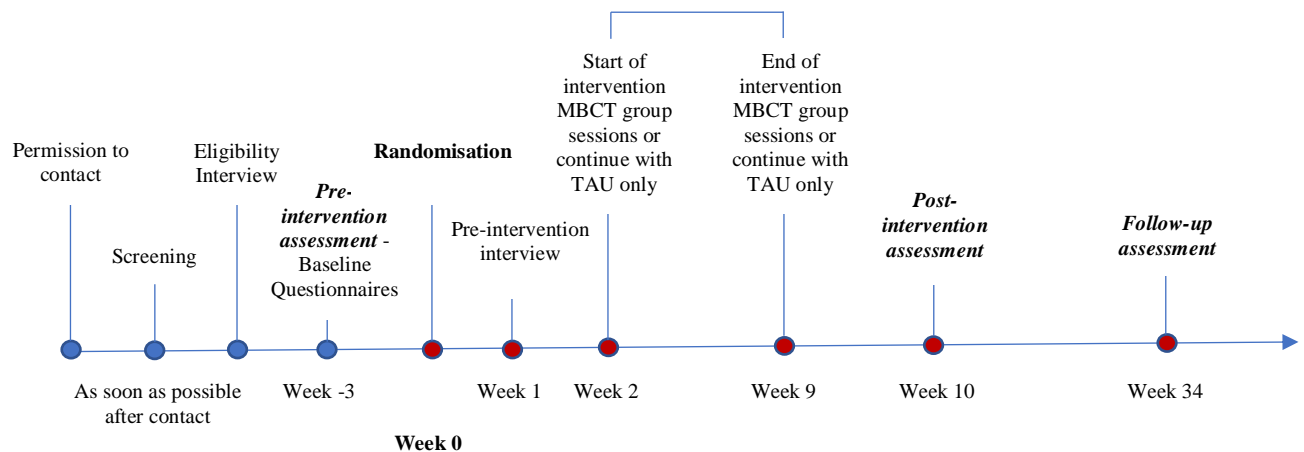 Permission to
contact
Screening
Eligibility
Interview
Pre-
intervention
assessment -
Baseline
Questionnaires
Randomisation
Pre-intervention
interview
Start of
intervention
MBCT group
sessions or
continue with
TAU only
End of
intervention
MBCT group
sessions or
continue with
TAU only
Post-
intervention
assessment
Follow-up
assessment
As soon as possible
after contact
Week -3
Week 0
Week 1
Week 2
Week 9
Week 10
Week 34